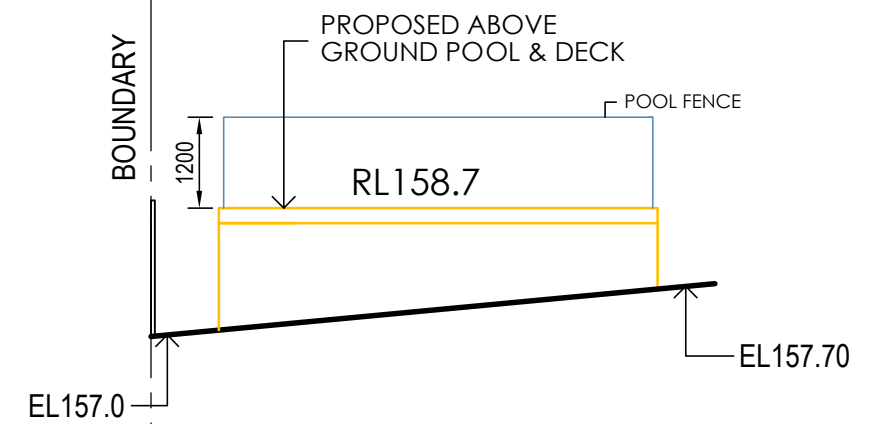 PROPOSED ABOVE
GROUND POOL & DECK
BOUNDARY
POOL FENCE
1200
RL158.7
EL157.70
EL157.0